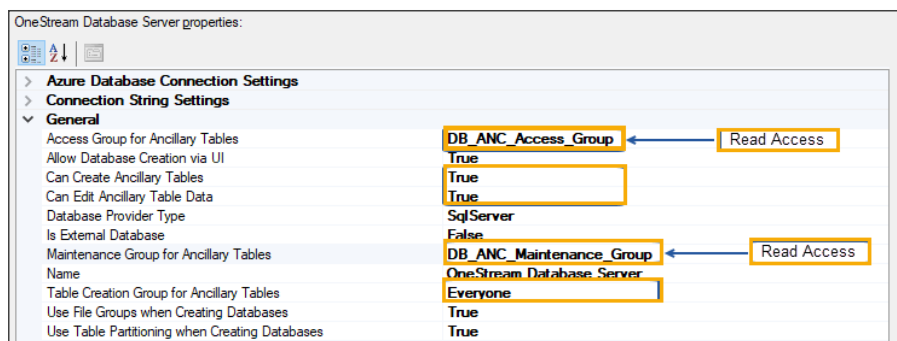 OneStream Database Server properties:
Azure Database Connection Settings
Connection String Settings
General
Access Group for Ancillary Tables DB_ANC_Access_Group Read Access
Allow Database Creation via UI True
Can Create Ancillary Tables True
Can Edit Ancillary Table Data True
Database Provider Type SqlServer
Is External Database False
Maintenance Group for Ancillary Tables DB_ANC_Maintenance_Group Read Access
Name OneStream Database Server
Table Creation Group for Ancillary Tables Everyone
Use File Groups when Creating Databases True
Use Table Partitioning when Creating Databases True